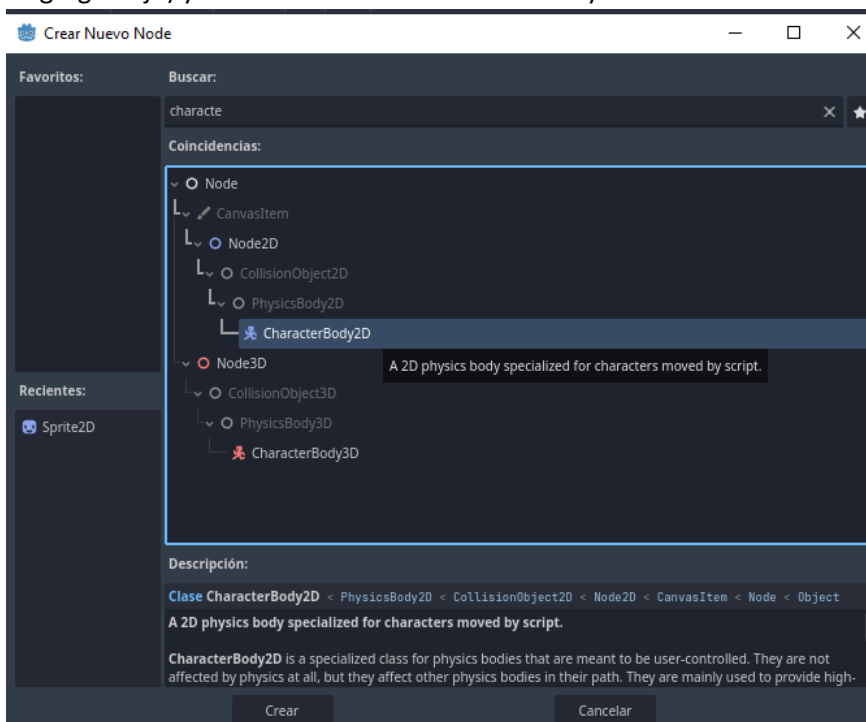 Crear Nuevo Node
Favoritos:
Buscar:
characte
Coincidencias:
Node
CanvasItem
Node2D
CollisionObject2D
PhysicsBody2D
CharacterBody2D
Node3D
A 2D physics body specialized for characters moved by script.
Recientes:
CollisionObject3D
Sprite2D
PhysicsBody3D
CharacterBody3D
Descripción:
Clase CharacterBody2D < PhysicsBody2D < CollisionObject2D < Node2D < CanvasItem < Node < Object
A 2D physics body specialized for characters moved by script.
CharacterBody2D is a specialized class for physics bodies that are meant to be user-controlled. They are not
affected by physics at all, but they affect other physics bodies in their path. They are mainly used to provide high-
Crear
Cancelar